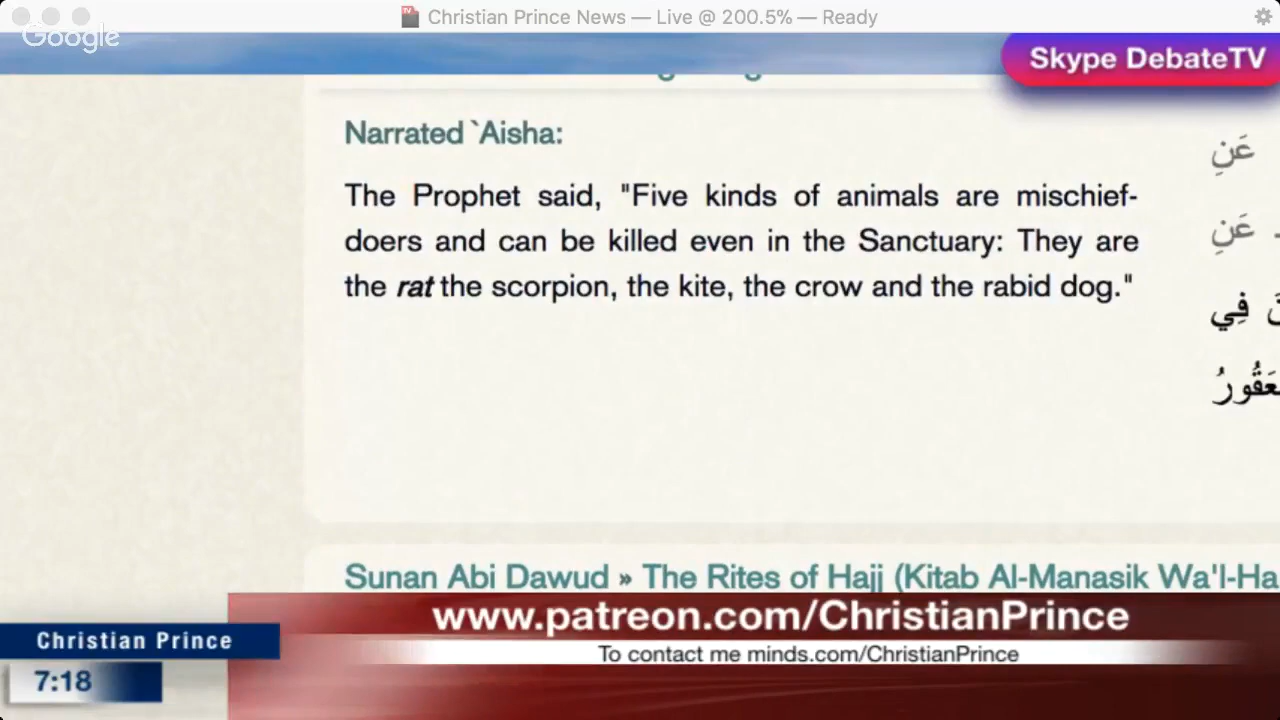 Christian Prince News — Live @ 200.5% — Ready
Google
Skype DebateTV
Narrated `Aisha:
عَنِ
The Prophet said, "Five kinds of animals are mischief-
doers and can be killed even in the Sanctuary: They are
عَنِ
the rat the scorpion, the kite, the crow and the rabid dog."
فِي
Sunan Abi Dawud » The Rites of Hajj (Kitab Al-Manasik Wa'l-Ha
www.patreon.com/ChristianPrince
Christian Prince
To contact me minds.com/ChristianPrince
7:18